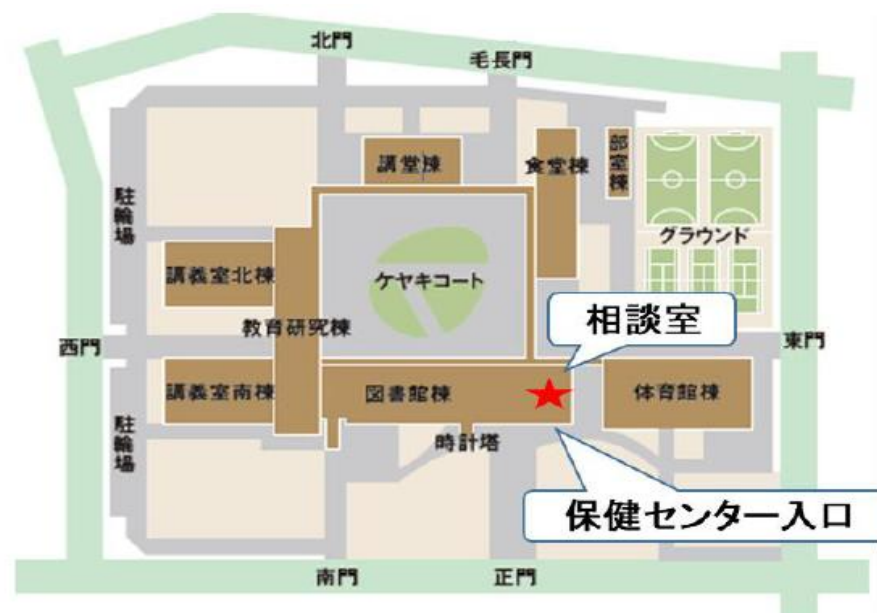 北門
毛長門
講堂棟
食堂棟
部室棟
駐輪場
グラウンド
講義室北棟
ケヤキコート
教育研究棟
相談室
西門
東門
講義室南棟
図書館棟
体育館棟
駐輪場
時計塔
保健センター入口
南門
正門